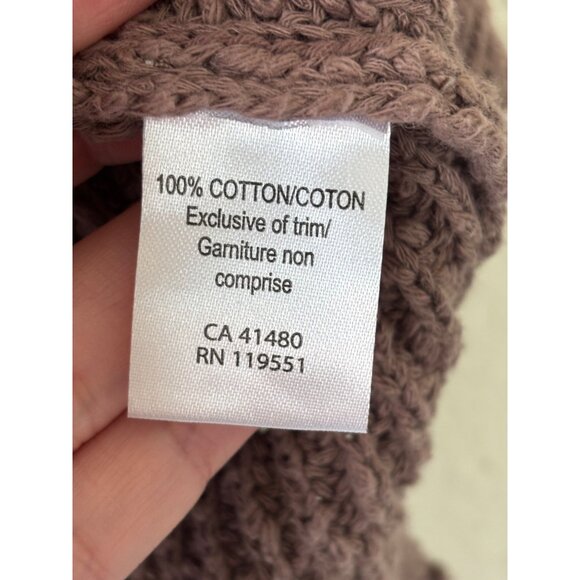 100% COTTON/COTON
Exclusive of trim/
Garniture non
comprise
CA 41480
RN 119551